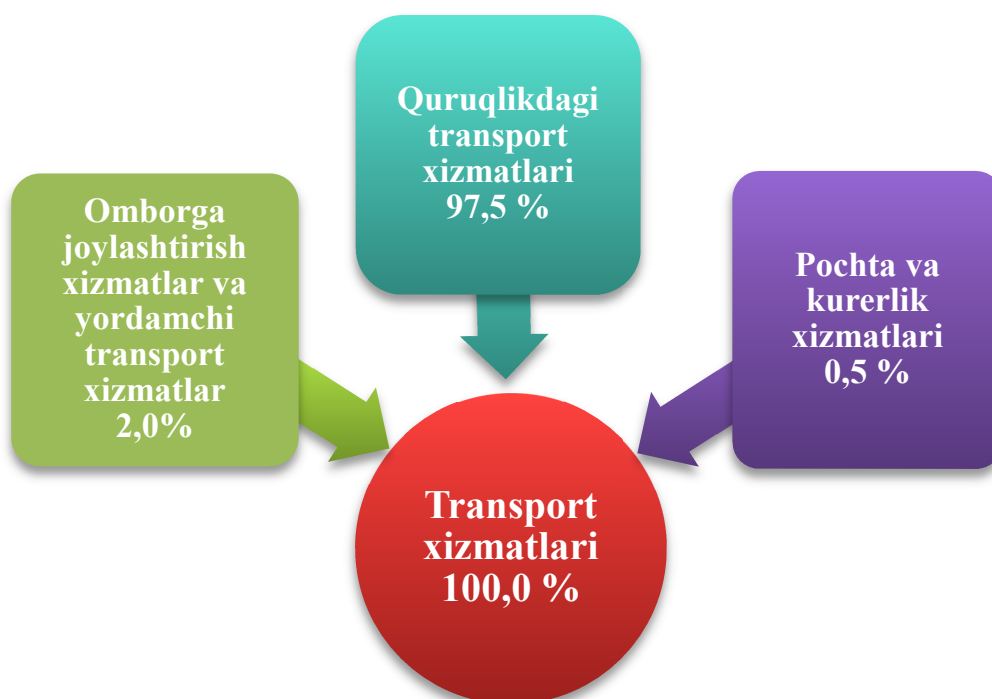 Quruqlikdagi
transport
xizmatlari
97,5 %
Omborga
joylashtirish
xizmatlar va
yordamchi
transport
xizmatlar
2,0%
Pochta va
kurerlik
xizmatlari
0,5 %
Transport
xizmatlari
100,0 %